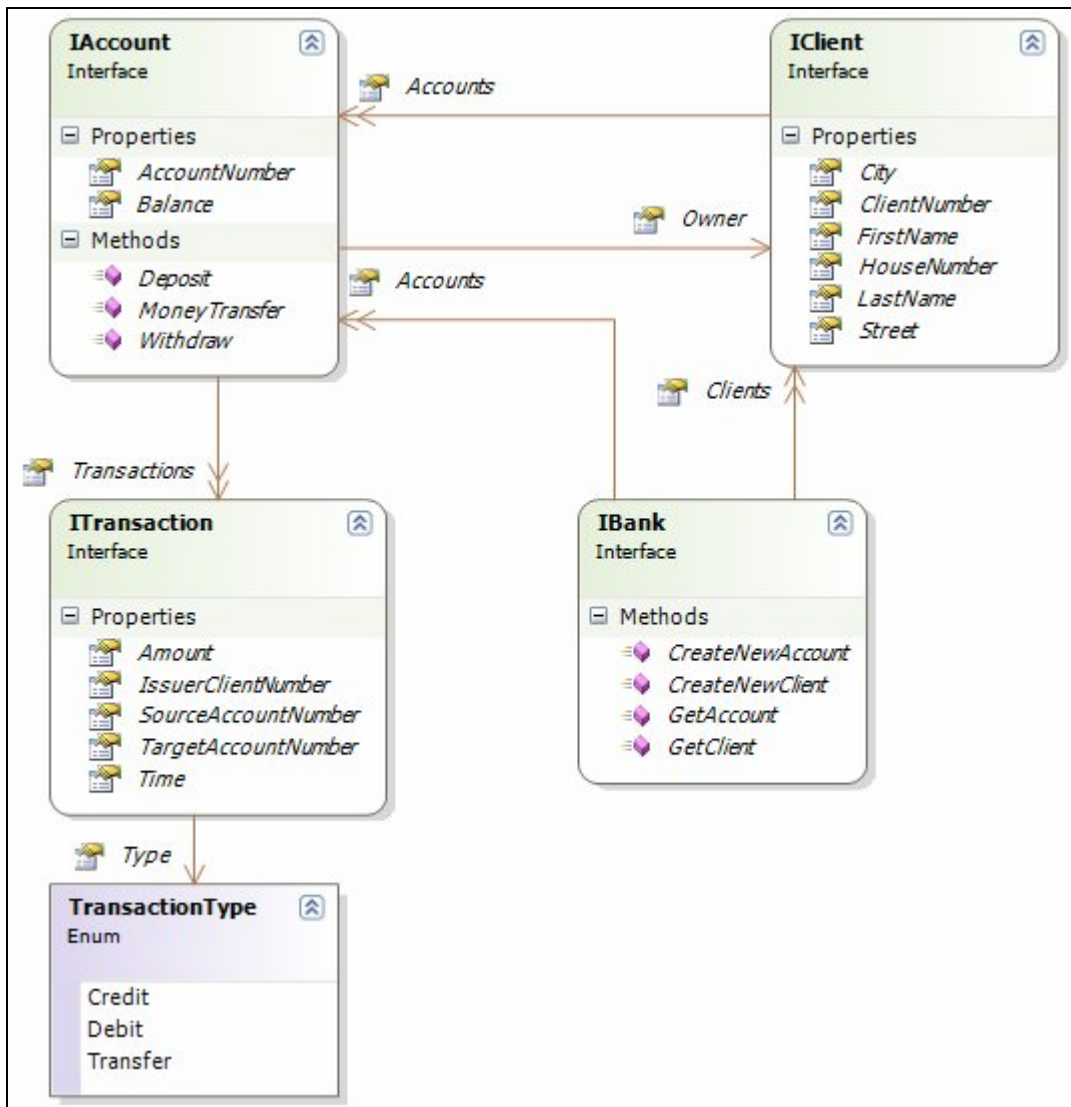 IAccount
Interface
Properties
AccountNumber
Balance
Methods
Deposit
MoneyTransfer
Withdraw
Accounts
Owner
Accounts
IClient
Interface
Properties
City
ClientNumber
FirstName
HouseNumber
LastName
Street
Clients
Transactions
ITransaction
Interface
Properties
Amount
IssuerClientNumber
SourceAccountNumber
TargetAccountNumber
Time
IBank
Interface
Methods
CreateNewAccount
CreateNewClient
GetAccount
GetClient
Type
TransactionType
Enum
Credit
Debit
Transfer